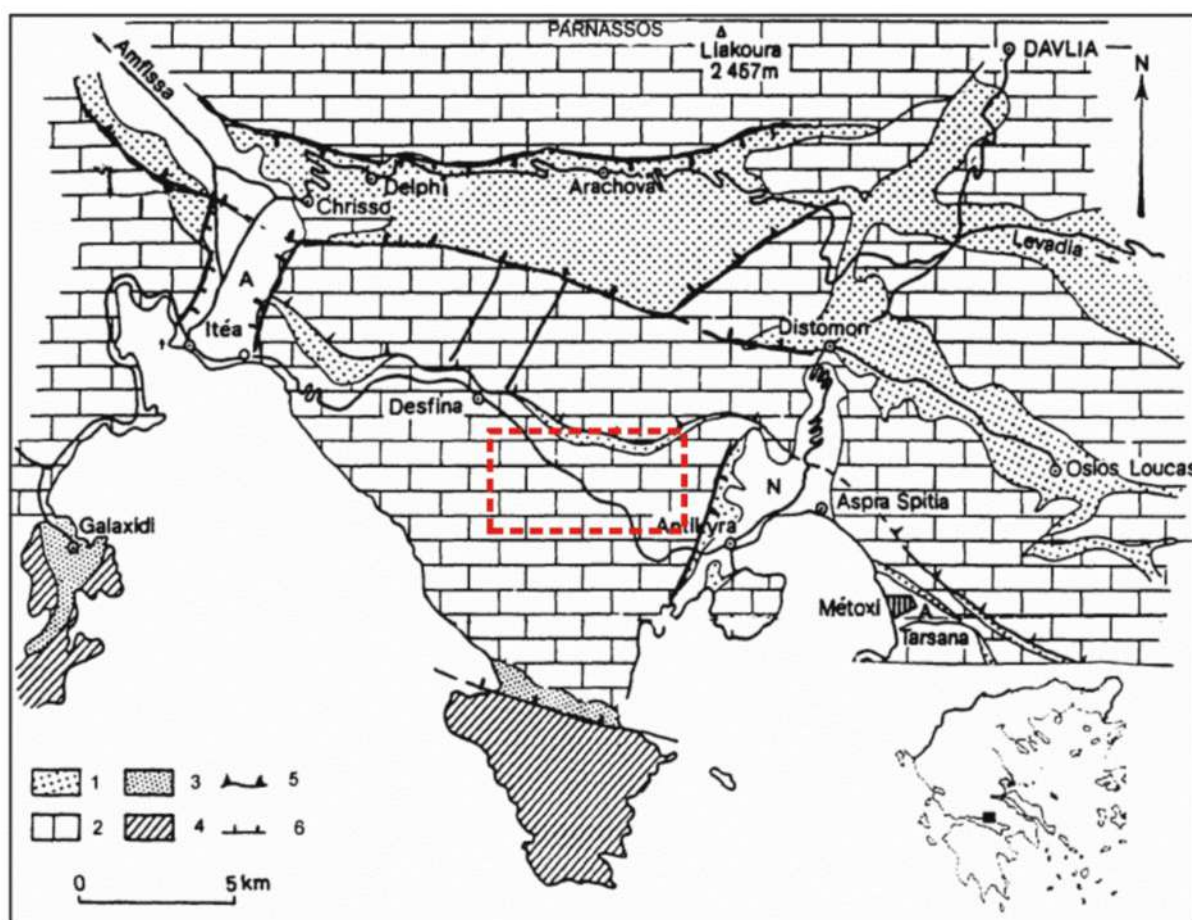 PARNASSOS
Liakoura
2 457m
DAVLIA
N
Amfissa
Delphi
Arachova
Chrisso
Levadia
A
Itéa
Distomon
Desfina
Osios Loucas
N
Aspra Spitia
Antikyra
Galaxidi
Métoxi
A
Tarsana
1 3 5
2 4 6
0 5 km